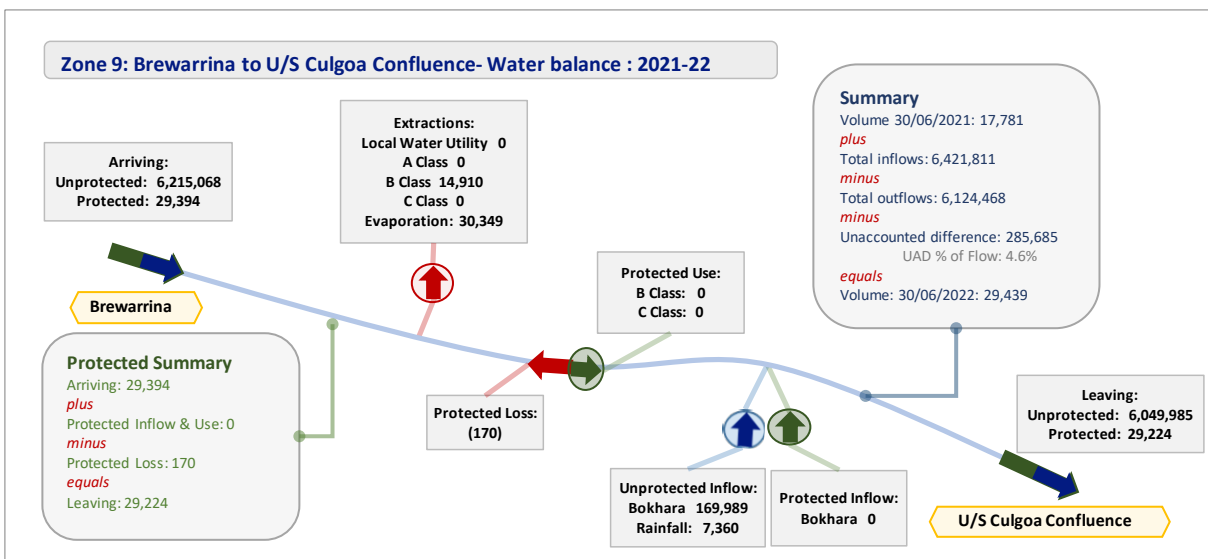 Zone 9: Brewarrina to U/S Culgoa Confluence- Water balance : 2021-22
Arriving:
Unprotected: 6,215,068
Protected: 29,394
Extractions:
Local Water Utility 0
A Class 0
B Class 14,910
C Class 0
Evaporation: 30,349
Summary
Volume 30/06/2021: 17,781
plus
Total inflows: 6,421,811
minus
Total outflows: 6,124,468
minus
Unaccounted difference: 285,685
UAD % of Flow: 4.6%
equals
Volume: 30/06/2022: 29,439
Brewarrina
Protected Use:
B Class: 0
C Class: 0
Protected Summary
Arriving: 29,394
plus
Protected Inflow & Use: 0
minus
Protected Loss: 170
equals
Leaving: 29,224
Protected Loss:
(170)
Leaving:
Unprotected: 6,049,985
Protected: 29,224
Unprotected Inflow:
Bokhara 169,989
Rainfall: 7,360
Protected Inflow:
Bokhara 0
U/S Culgoa Confluence